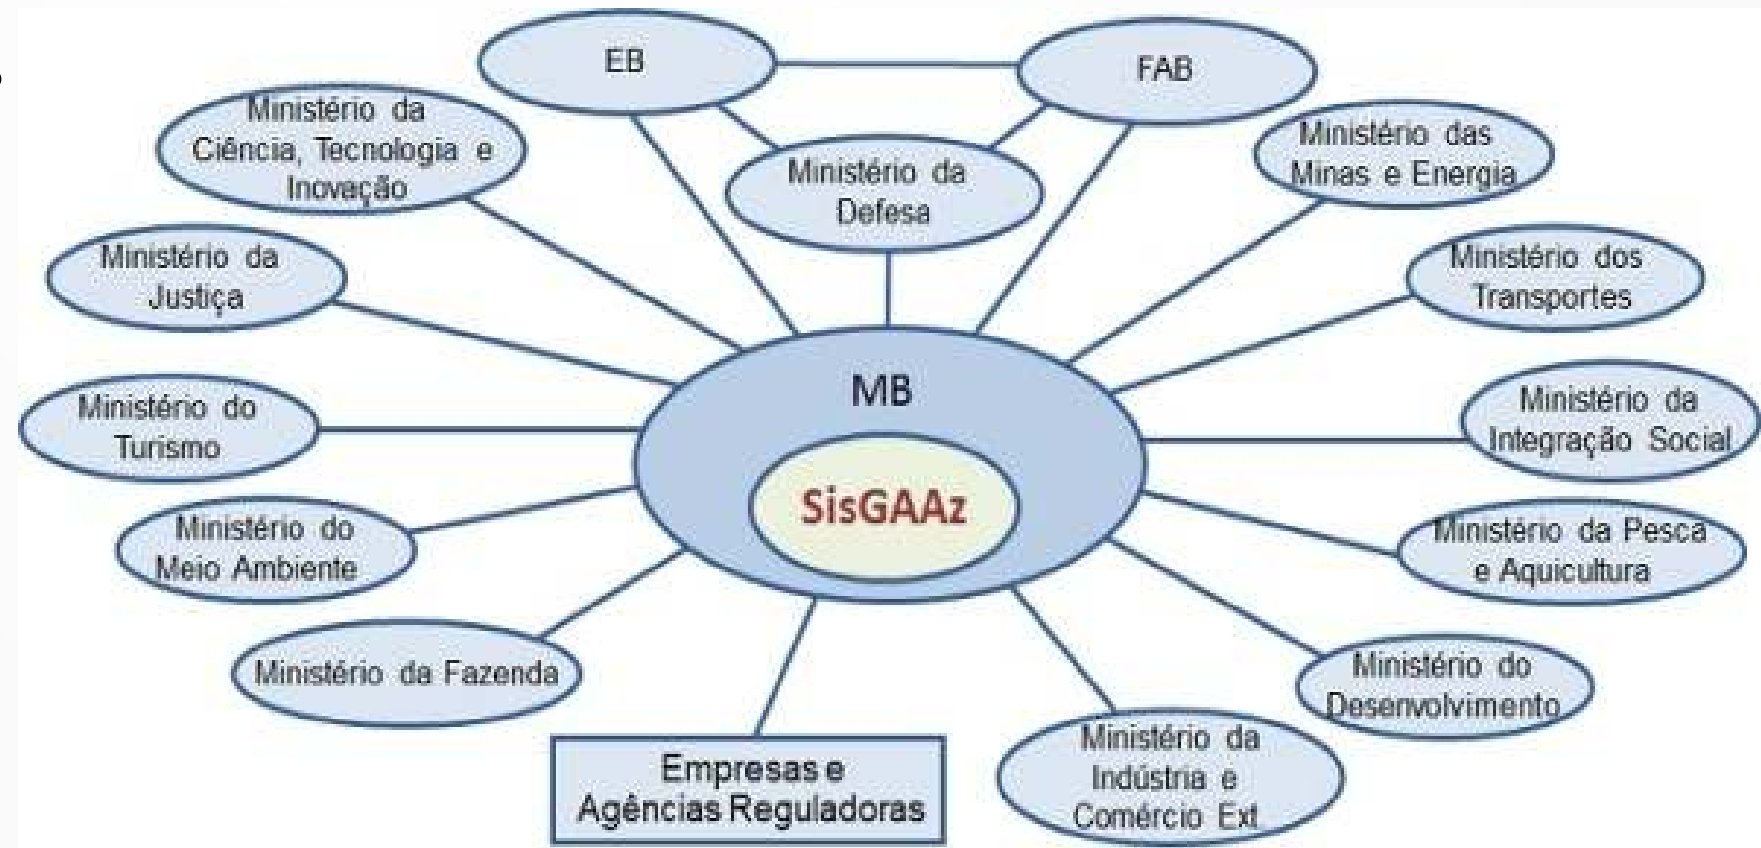 EB
FAB
Ministério da
Ciência, Tecnologia e
Inovação
Ministério da
Defesa
Ministério das
Minas e Energia
Ministério da
Justiça
Ministério dos
Transportes
MB
SisGAAz
Ministério do
Turismo
Ministério da
Integração Social
Ministério do
Meio Ambiente
Ministério da Pesca
e Aquicultura
Ministério da Fazenda
Ministério do
Desenvolvimento
Empresas e
Agências Reguladoras
Ministério da
Indústria e
Comércio Ext